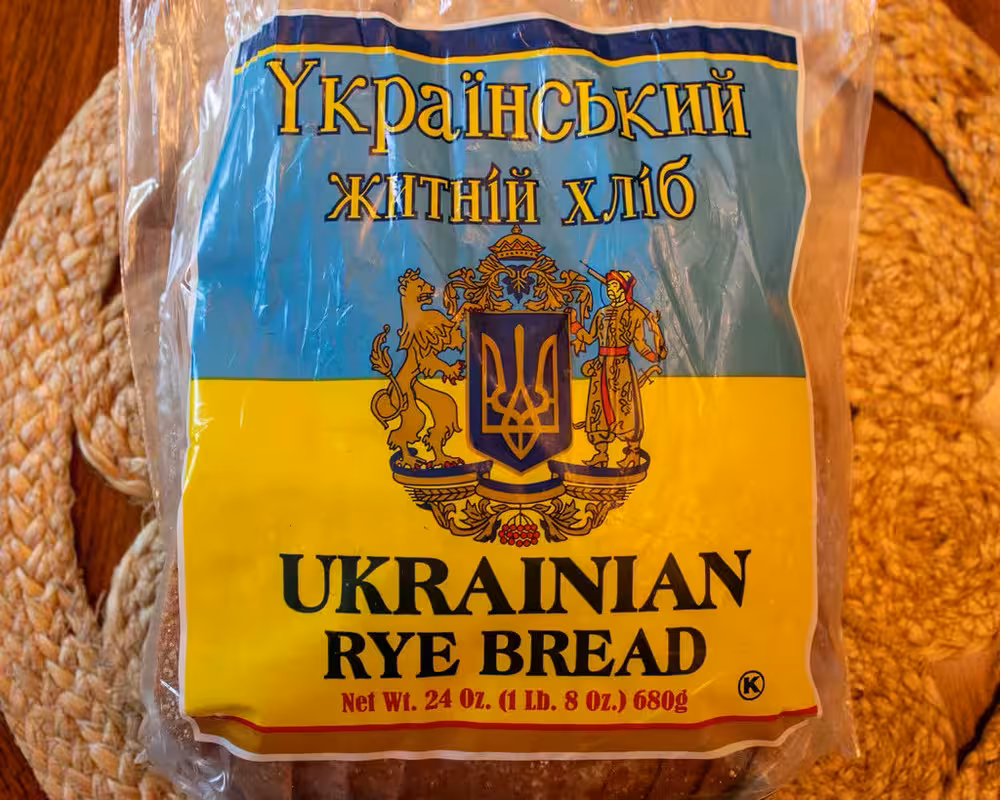 Український
житній хліб
UKRAINIAN
RYE BREAD
Net Wt. 24 Oz. (1 Lb. 8 Oz.) 680g
K